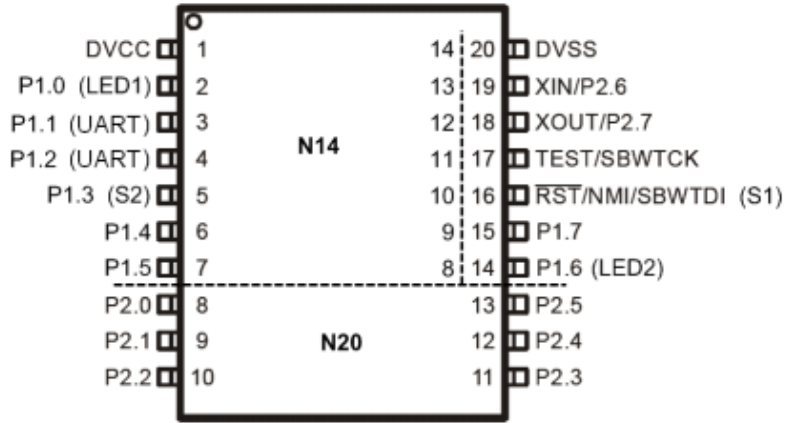 DVCC 1 14 20 DVSS
P1.0 (LED1) 2 13 19 XIN/P2.6
P1.1 (UART) 3 12 18 XOUT/P2.7
N14
P1.2 (UART) 4 11 17 TEST/SBWTCK
P1.3 (S2) 5 10 16 RST/NMI/SBWTDI (S1)
P1.4 6 9 15 P1.7
P1.5 7 8 14 P1.6 (LED2)
P2.0 8 13 P2.5
P2.1 9 N20 12 P2.4
P2.2 10 11 P2.3